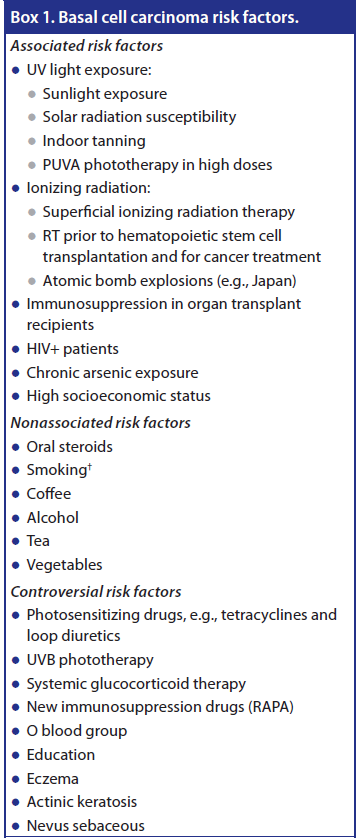 Box 1. Basal cell carcinoma risk factors.
Associated risk factors
● UV light exposure:
● Sunlight exposure
● Solar radiation susceptibility
● Indoor tanning
● PUVA phototherapy in high doses
● Ionizing radiation:
● Superficial ionizing radiation therapy
● RT prior to hematopoietic stem cell
transplantation and for cancer treatment
● Atomic bomb explosions (e.g., Japan)
● Immunosuppression in organ transplant
recipients
● HIV+ patients
● Chronic arsenic exposure
● High socioeconomic status
Nonassociated risk factors
● Oral steroids
● Smoking†
● Coffee
● Alcohol
● Tea
● Vegetables
Controversial risk factors
● Photosensitizing drugs, e.g., tetracyclines and
loop diuretics
● UVB phototherapy
● Systemic glucocorticoid therapy
● New immunosuppression drugs (RAPA)
● O blood group
● Education
● Eczema
● Actinic keratosis
● Nevus sebaceous